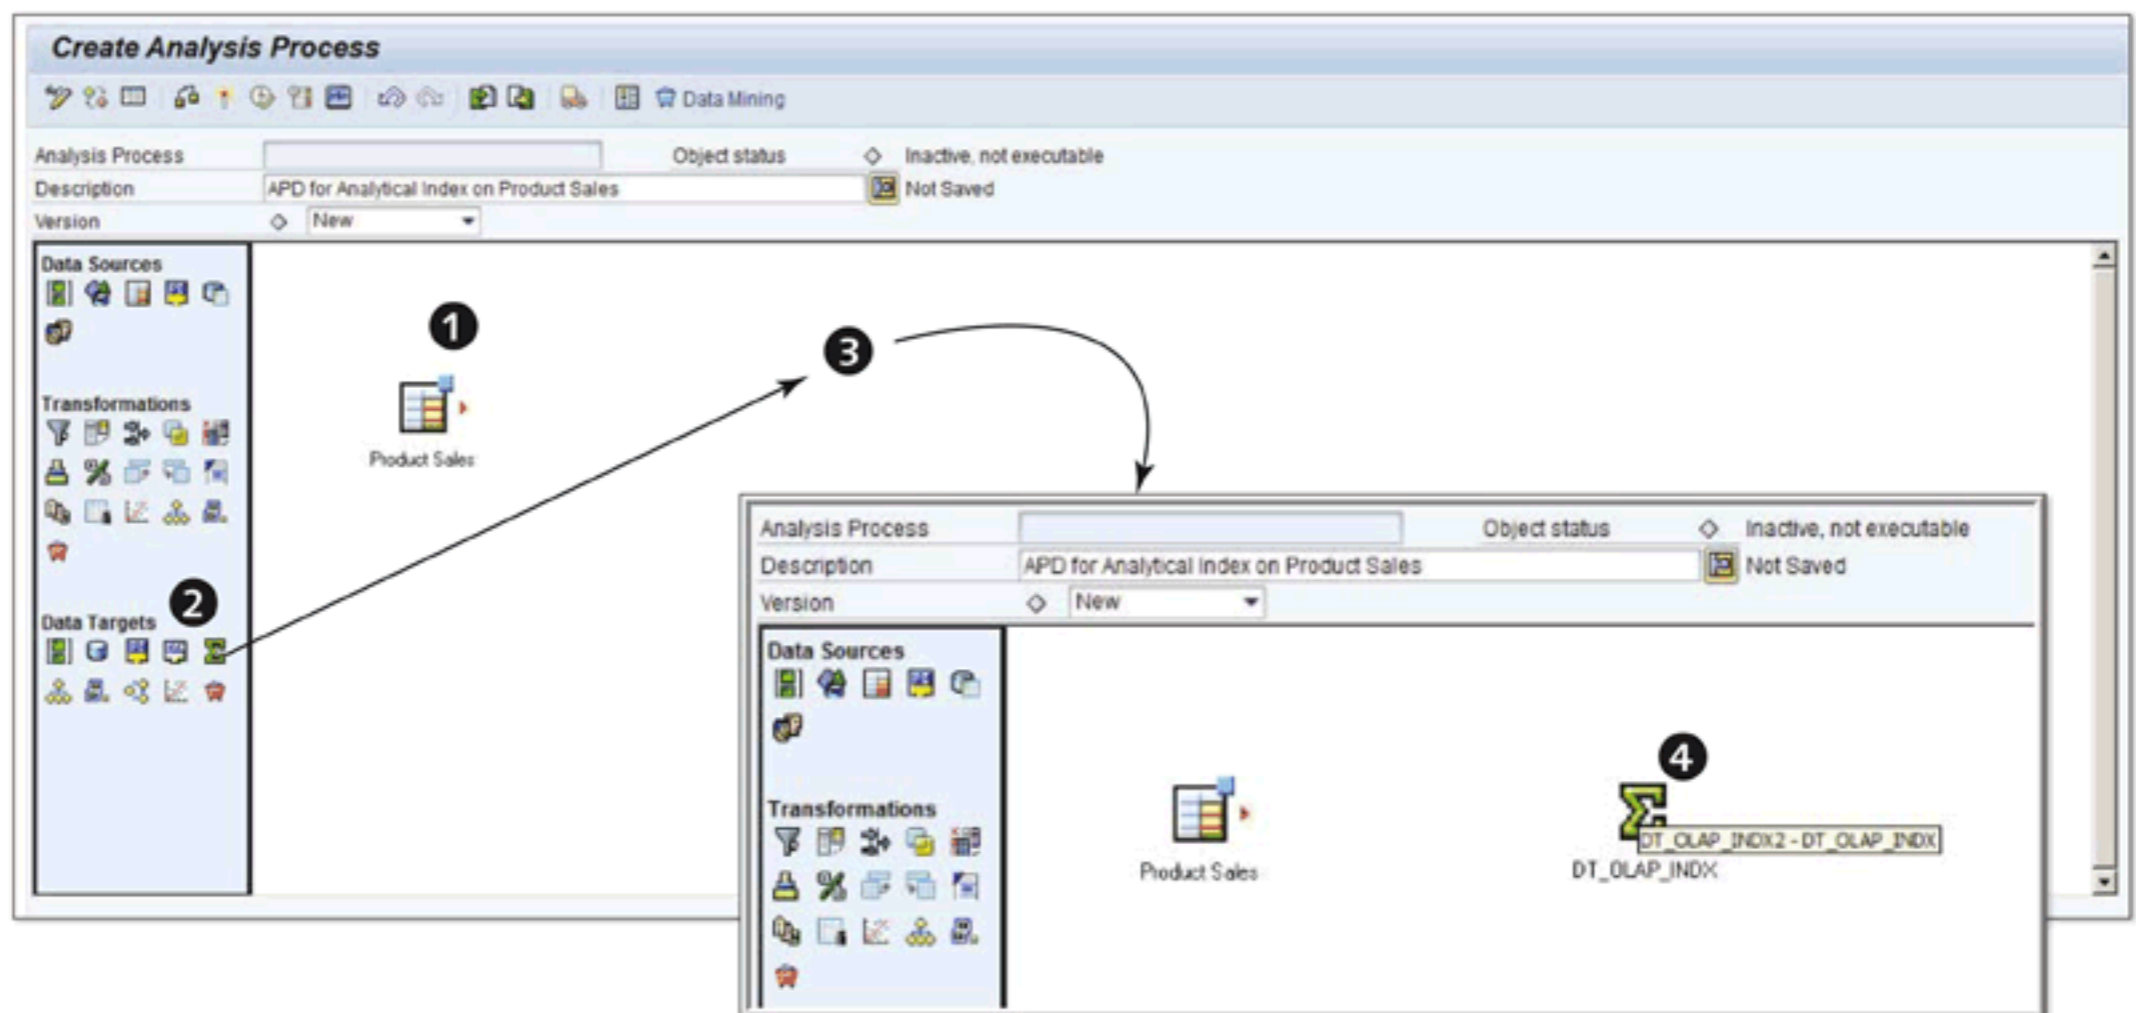 Create Analysis Process
Data Mining
Analysis Process Object status Inactive, not executable
Description APD for Analytical Index on Product Sales Not Saved
Version New
Data Sources
1
3
Transformations
Product Sales
2
Data Targets
Analysis Process Object status Inactive, not executable
Description APD for Analytical Index on Product Sales Not Saved
Version New
Data Sources
4
Transformations
DT_OLAP_INDX2 - DT_OLAP_INDX
Product Sales DT_OLAP_INDX